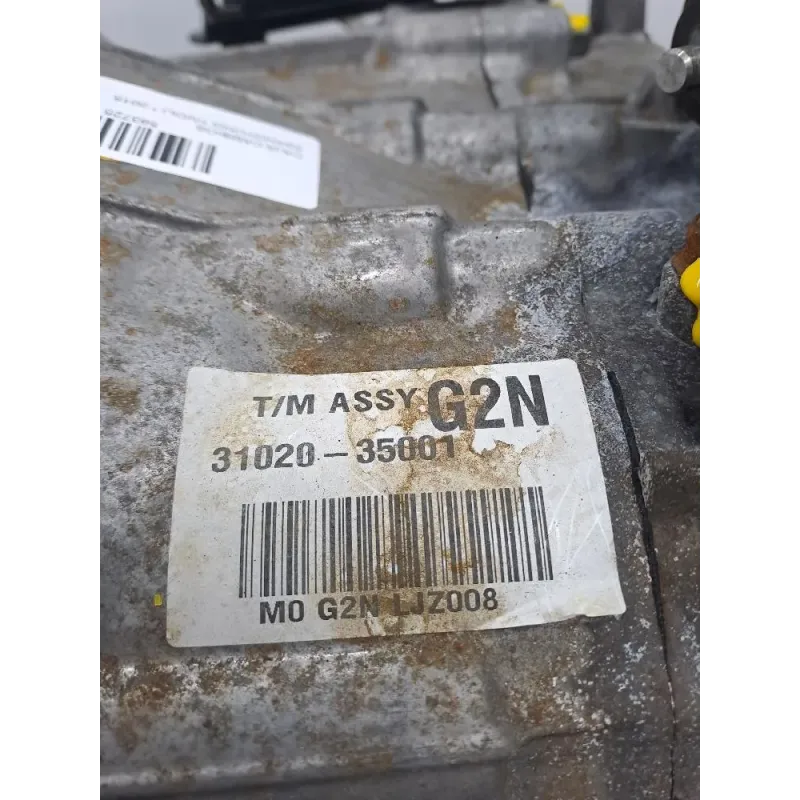 T/M ASSY G2N
31020-35001
M0 G2N LJZ008